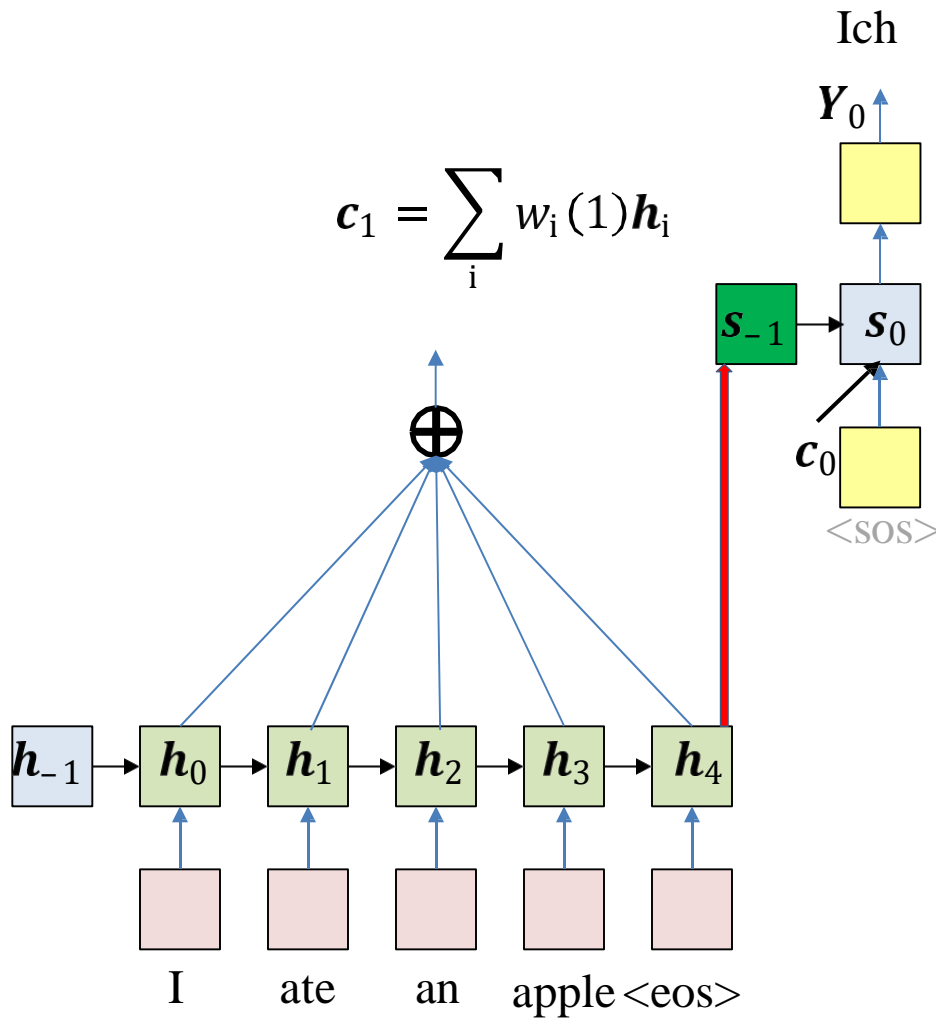 Ich
Y₀
c₁ = ∑ᵢ wᵢ(1)hᵢ
s₋₁ s₀
c₀
<sos>
h₋₁ h₀ h₁ h₂ h₃ h₄
I ate an apple <eos>